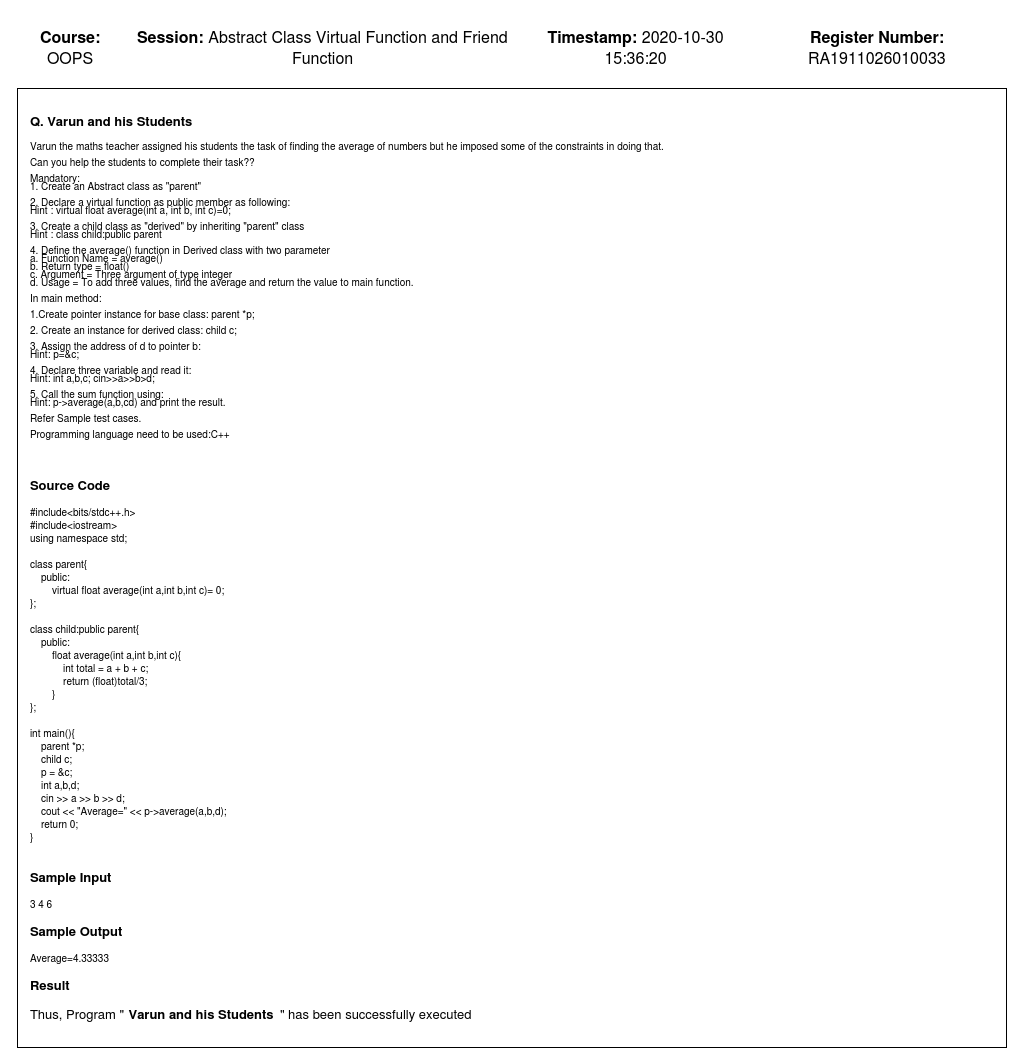 Course:
OOPS
Session: Abstract Class Virtual Function and Friend
Function
Timestamp: 2020-10-30
15:36:20
Register Number:
RA1911026010033
Q. Varun and his Students
Varun the maths teacher assigned his students the task of finding the average of numbers but he imposed some of the constraints in doing that.
Can you help the students to complete their task??
Mandatory:
1. Create an Abstract class as "parent"
2. Declare a virtual function as public member as following:
Hint : virtual float average(int a, int b, int c)=0;
3. Create a child class as "derived" by inheriting "parent" class
Hint : class child:public parent
4. Define the average() function in Derived class with two parameter
a. Function Name = average()
b. Return type = float()
c. Argument = Three argument of type integer
d. Usage = To add three values, find the average and return the value to main function.
In main method:
1.Create pointer instance for base class: parent *p;
2. Create an instance for derived class: child c;
3. Assign the address of d to pointer b:
Hint: p=&c;
4. Declare three variable and read it:
Hint: int a,b,c; cin>>a>>b>d;
5. Call the sum function using:
Hint: p->average(a,b,cd) and print the result.
Refer Sample test cases.
Programming language need to be used:C++
Source Code
#include<bits/stdc++.h>
#include<iostream>
using namespace std;
class parent{
    public:
        virtual float average(int a,int b,int c)= 0;
};
class child:public parent{
    public:
        float average(int a,int b,int c){
            int total = a + b + c;
            return (float)total/3;
        }
};
int main(){
    parent *p;
    child c;
    p = &c;
    int a,b,d;
    cin >> a >> b >> d;
    cout << "Average=" << p->average(a,b,d);
    return 0;
}
Sample Input
3 4 6
Sample Output
Average=4.33333
Result
Thus, Program " Varun and his Students " has been successfully executed